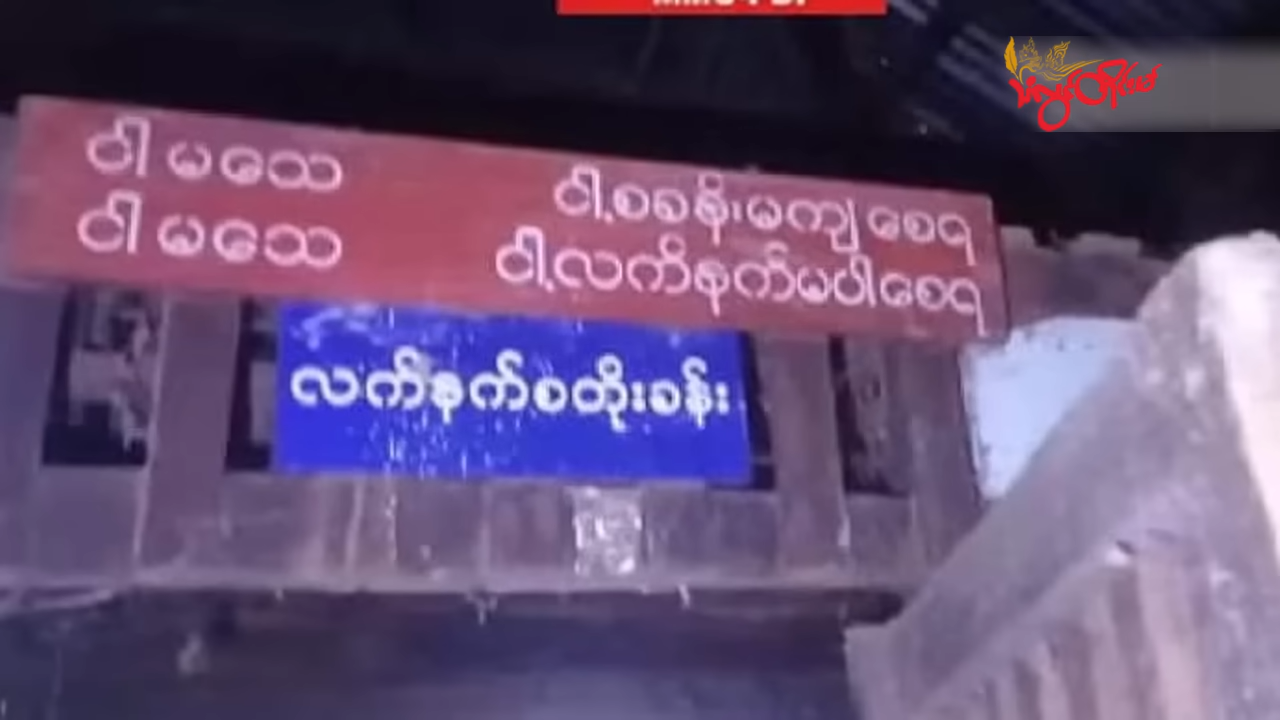 ငါ မသေ ငါ့စခန်းမကျစေရ
ငါ မသေ ငါ့လက်နက်မပါစေရ
လက်နက်စတိုးခန်း